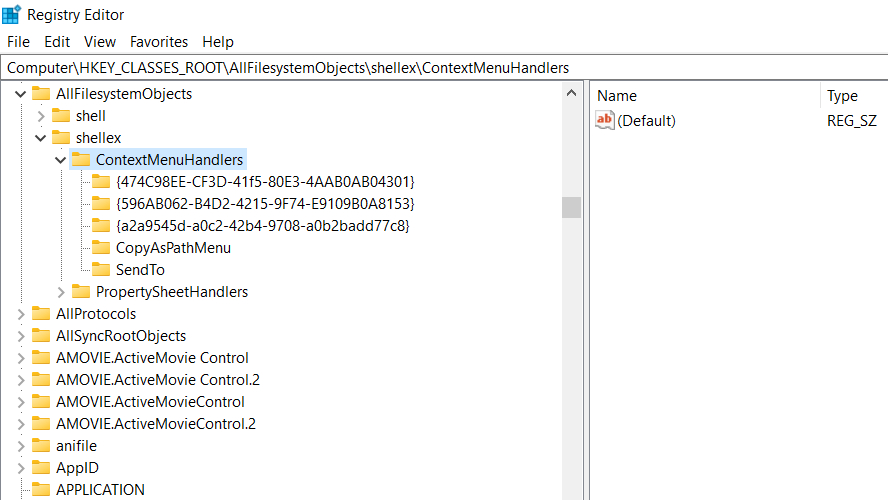 Registry Editor
File Edit View Favorites Help
Computer\HKEY_CLASSES_ROOT\AllFilesystemObjects\shellex\ContextMenuHandlers
AllFilesystemObjects
shell
shellex
ContextMenuHandlers
{474C98EE-CF3D-41f5-80E3-4AAB0AB04301}
{596AB062-B4D2-4215-9F74-E9109B0A8153}
{a2a9545d-a0c2-42b4-9708-a0b2badd77c8}
CopyAsPathMenu
SendTo
PropertySheetHandlers
AllProtocols
AllSyncRootObjects
AMOVIE.ActiveMovie Control
AMOVIE.ActiveMovie Control.2
AMOVIE.ActiveMovieControl
AMOVIE.ActiveMovieControl.2
anifile
AppID
APPLICATION
Name Type
ab (Default) REG_SZ